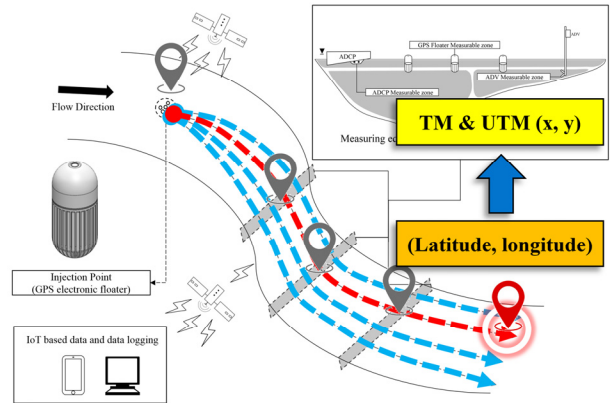 Flow Direction
ADCP
GPS Floater Measurable zone
ADV
ADCP Measurable zone
ADV Measurable zone
Measuring
TM & UTM (x, y)
(Latitude, longitude)
Injection Point
(GPS electronic floater)
IoT based data and data logging